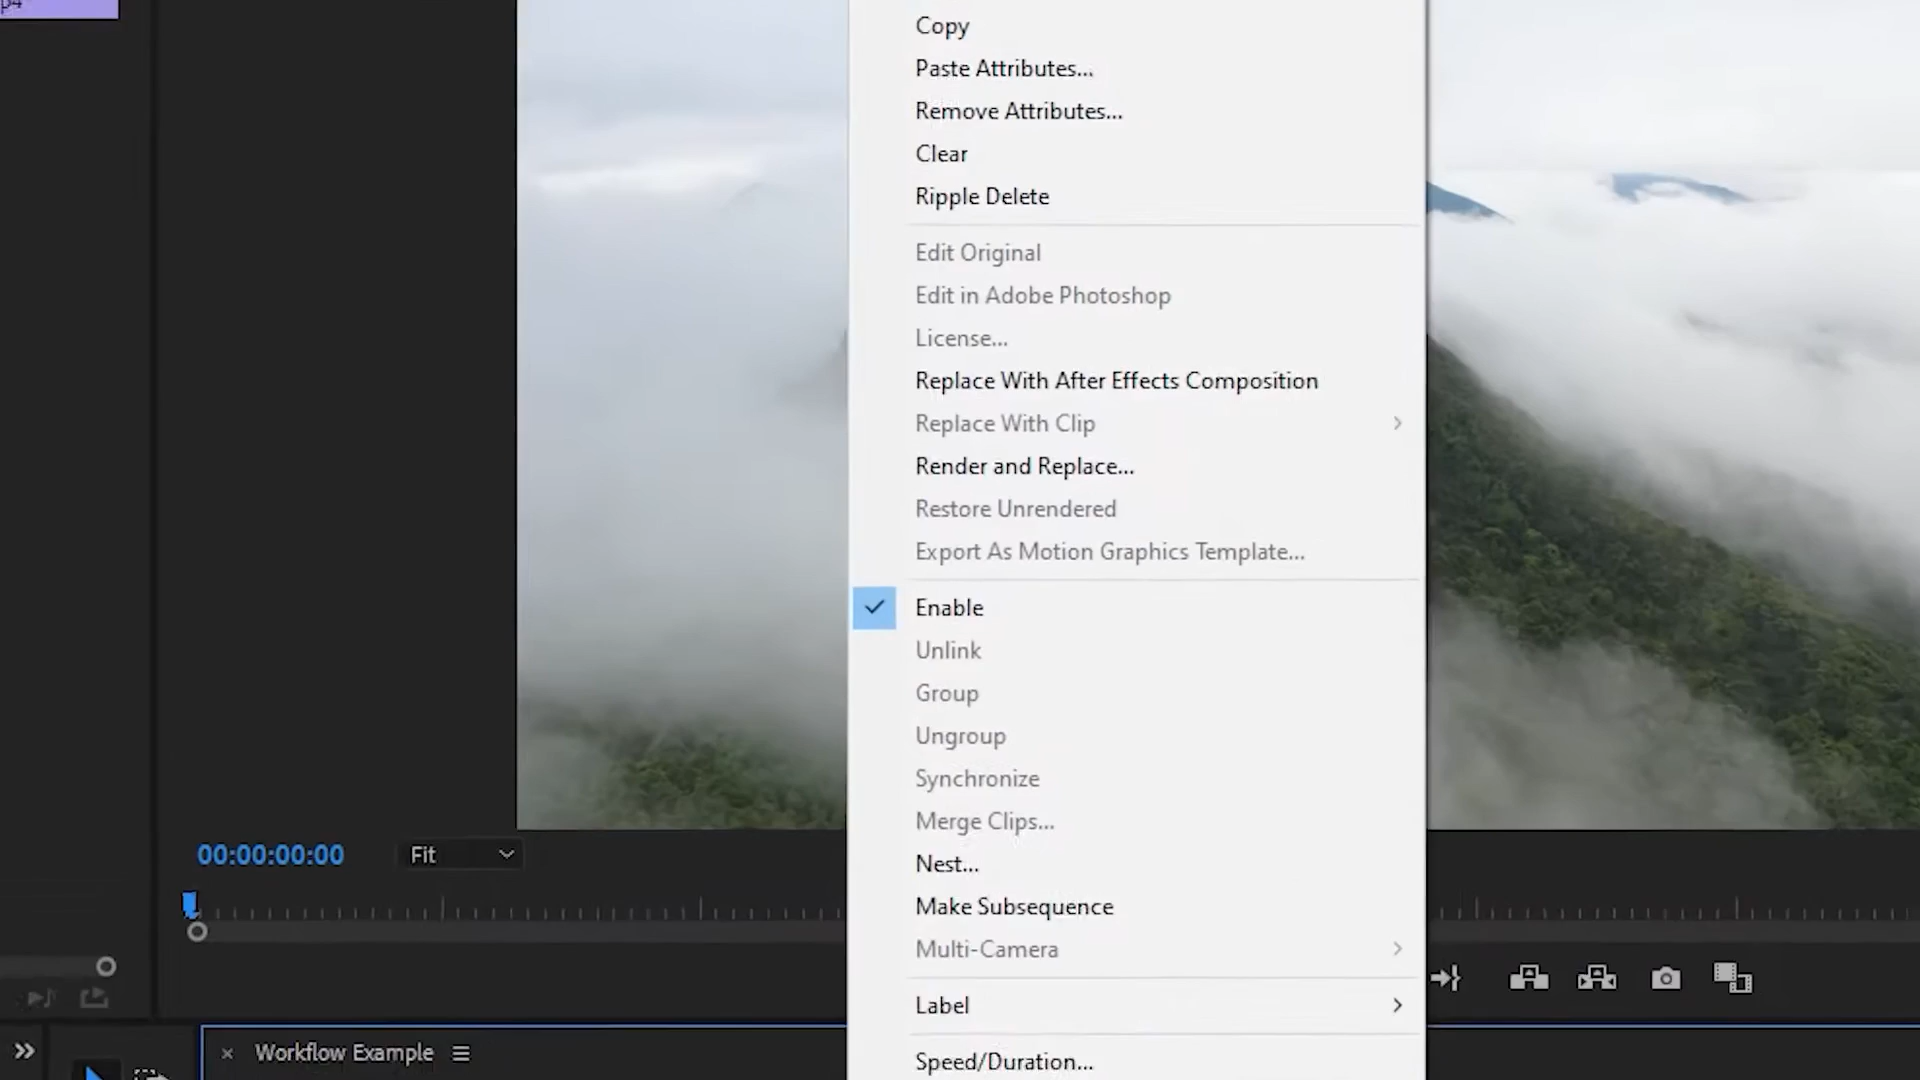 Copy
Paste Attributes...
Remove Attributes...
Clear
Ripple Delete
Edit Original
Edit in Adobe Photoshop
License...
Replace With After Effects Composition
Replace With Clip
Render and Replace...
Restore Unrendered
Export As Motion Graphics Template...
Enable
Unlink
Group
Ungroup
Synchronize
Merge Clips...
Nest...
Make Subsequence
Multi-Camera
Label
Speed/Duration...
00:00:00:00
Fit
Workflow Example